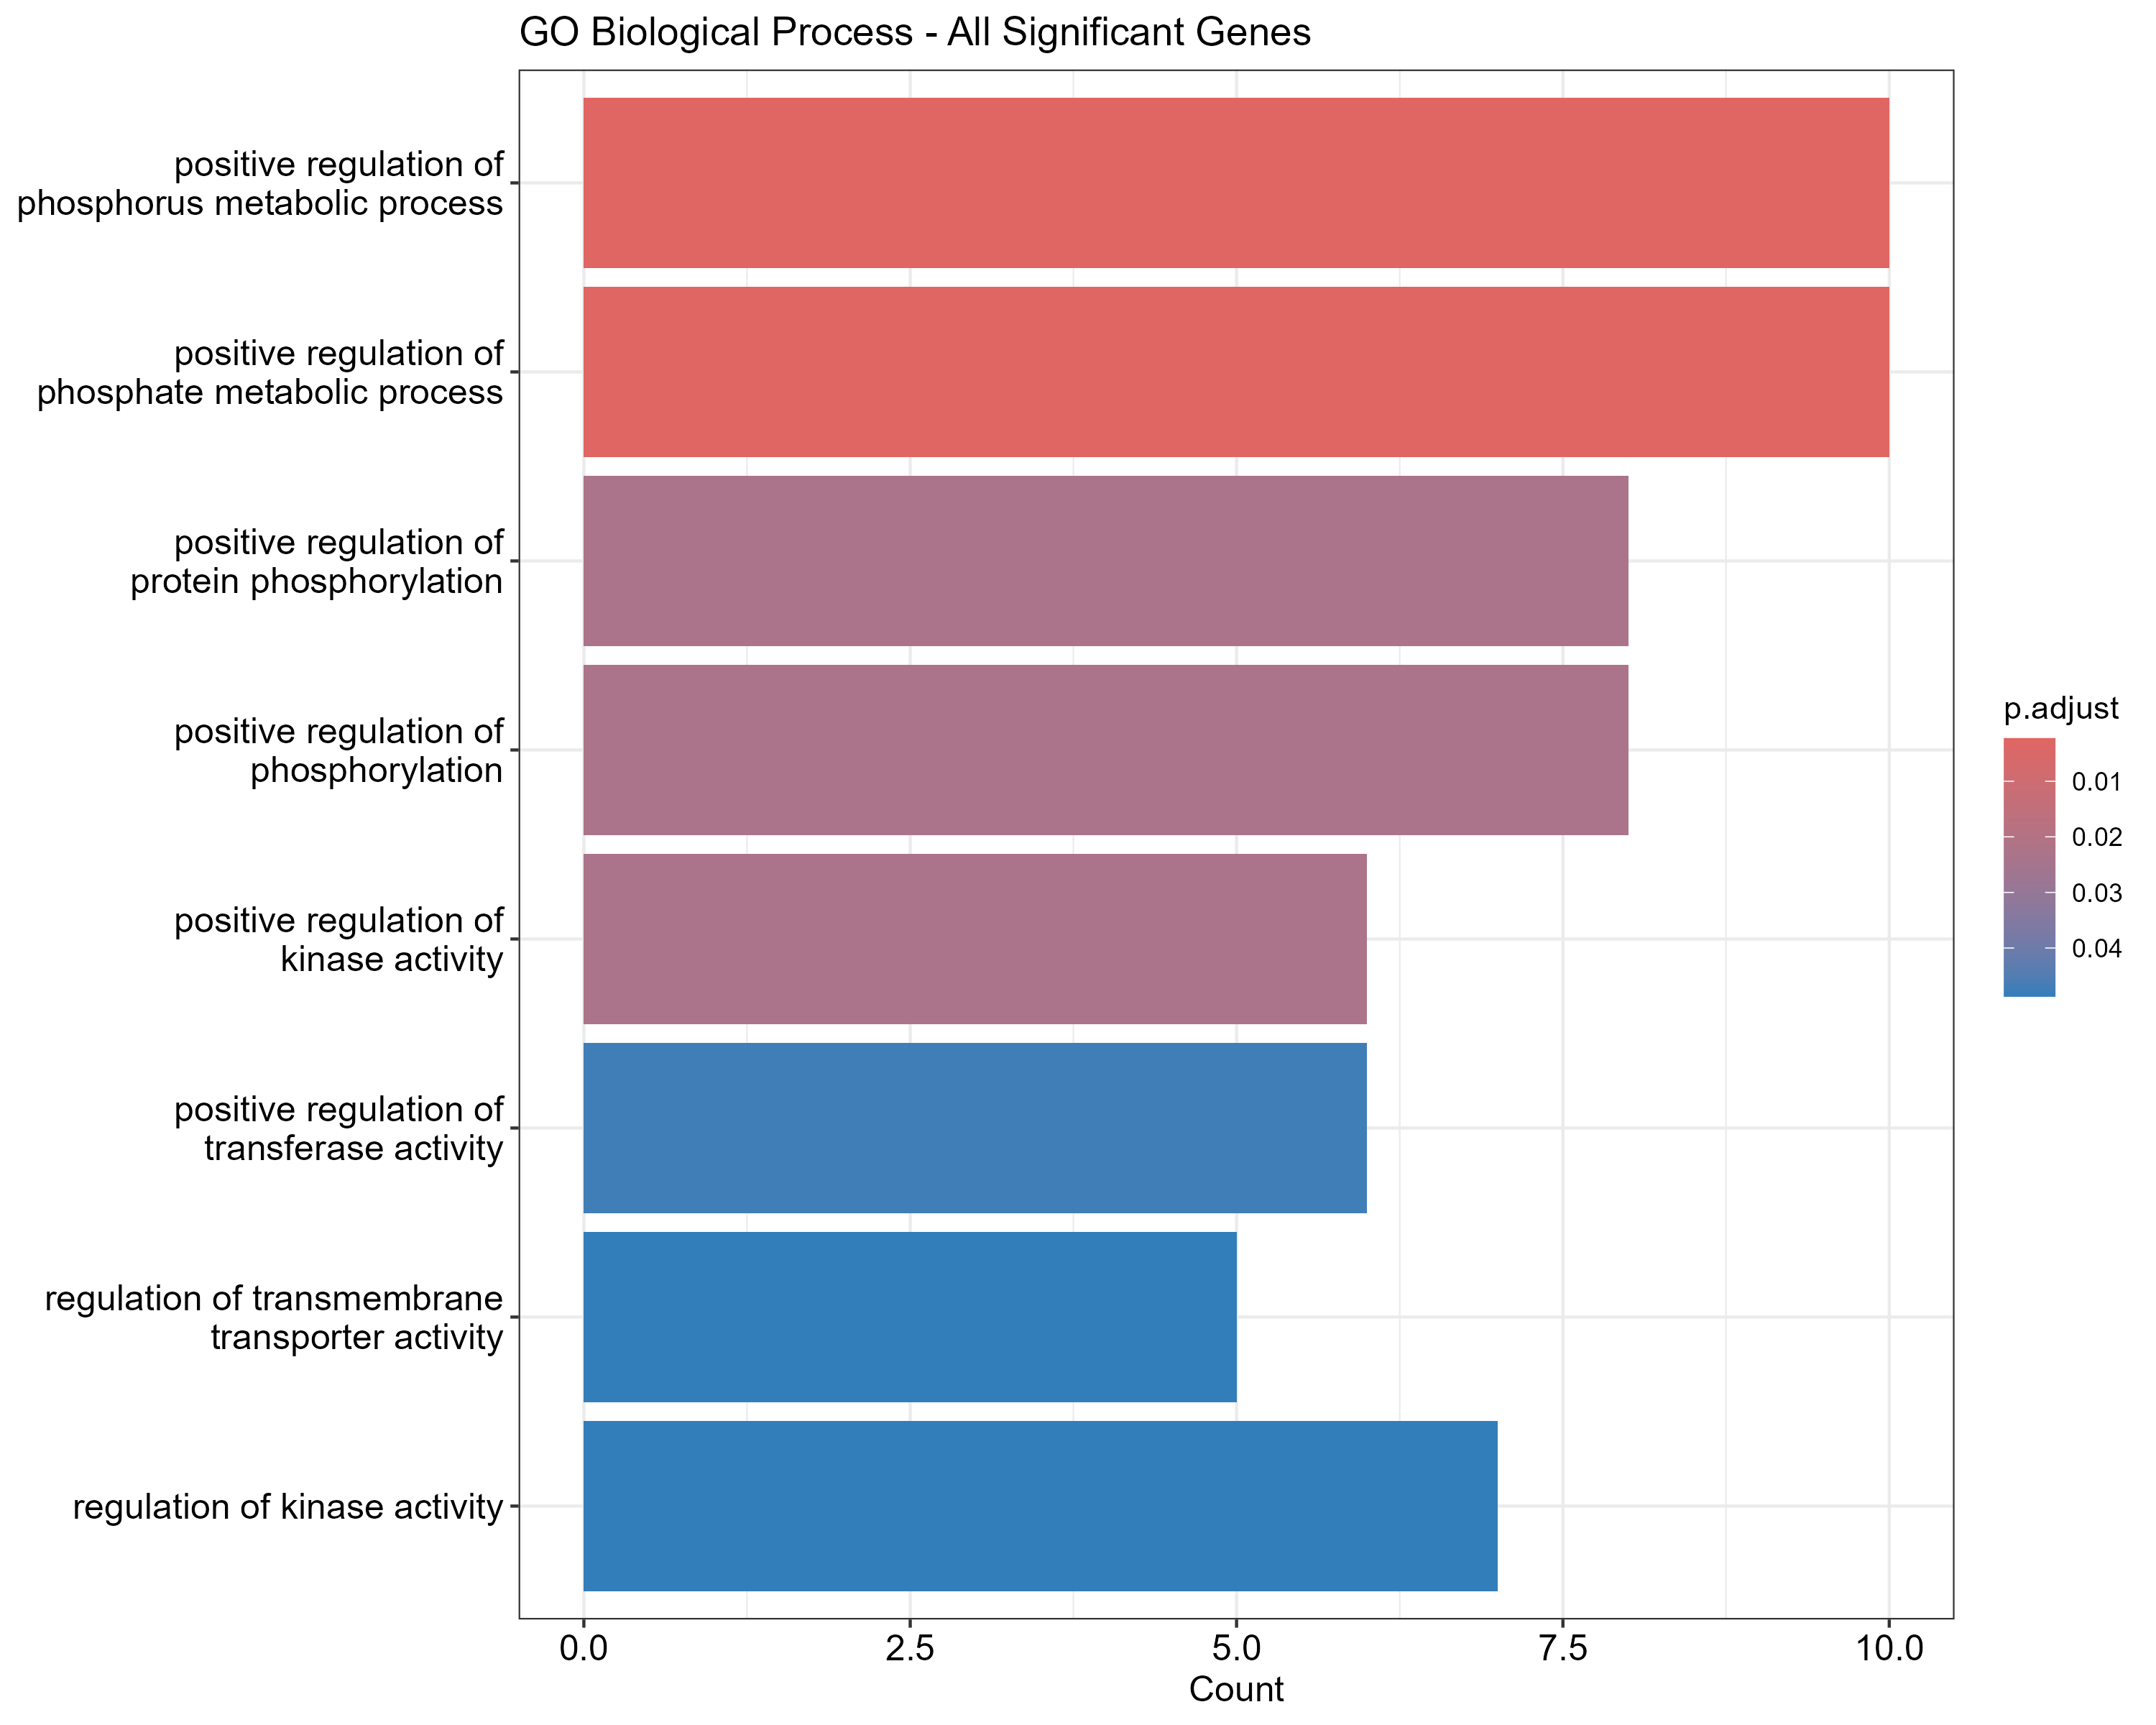 GO Biological Process - All Significant Genes
positive regulation of
phosphorus metabolic process
positive regulation of
phosphate metabolic process
positive regulation of
protein phosphorylation
positive regulation of
phosphorylation
positive regulation of
kinase activity
positive regulation of
transferase activity
regulation of transmembrane
transporter activity
regulation of kinase activity
0.0 2.5 5.0 7.5 10.0
Count
p.adjust
0.01
0.02
0.03
0.04